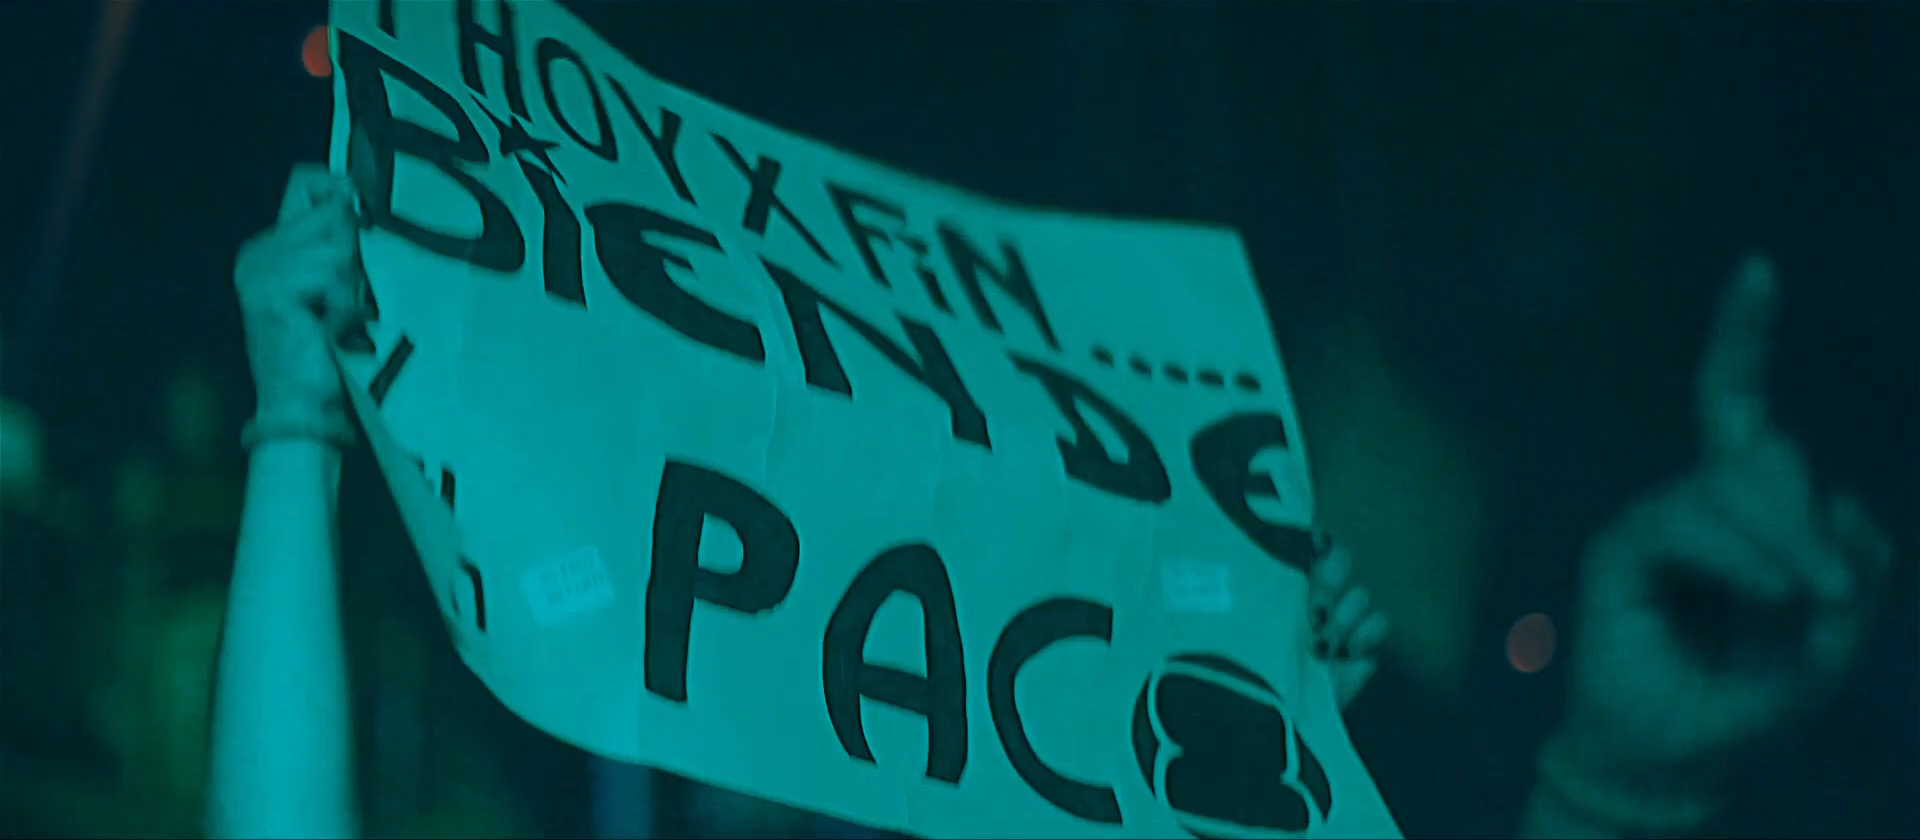 HOY X FiN.....
BiEN DE
PACO